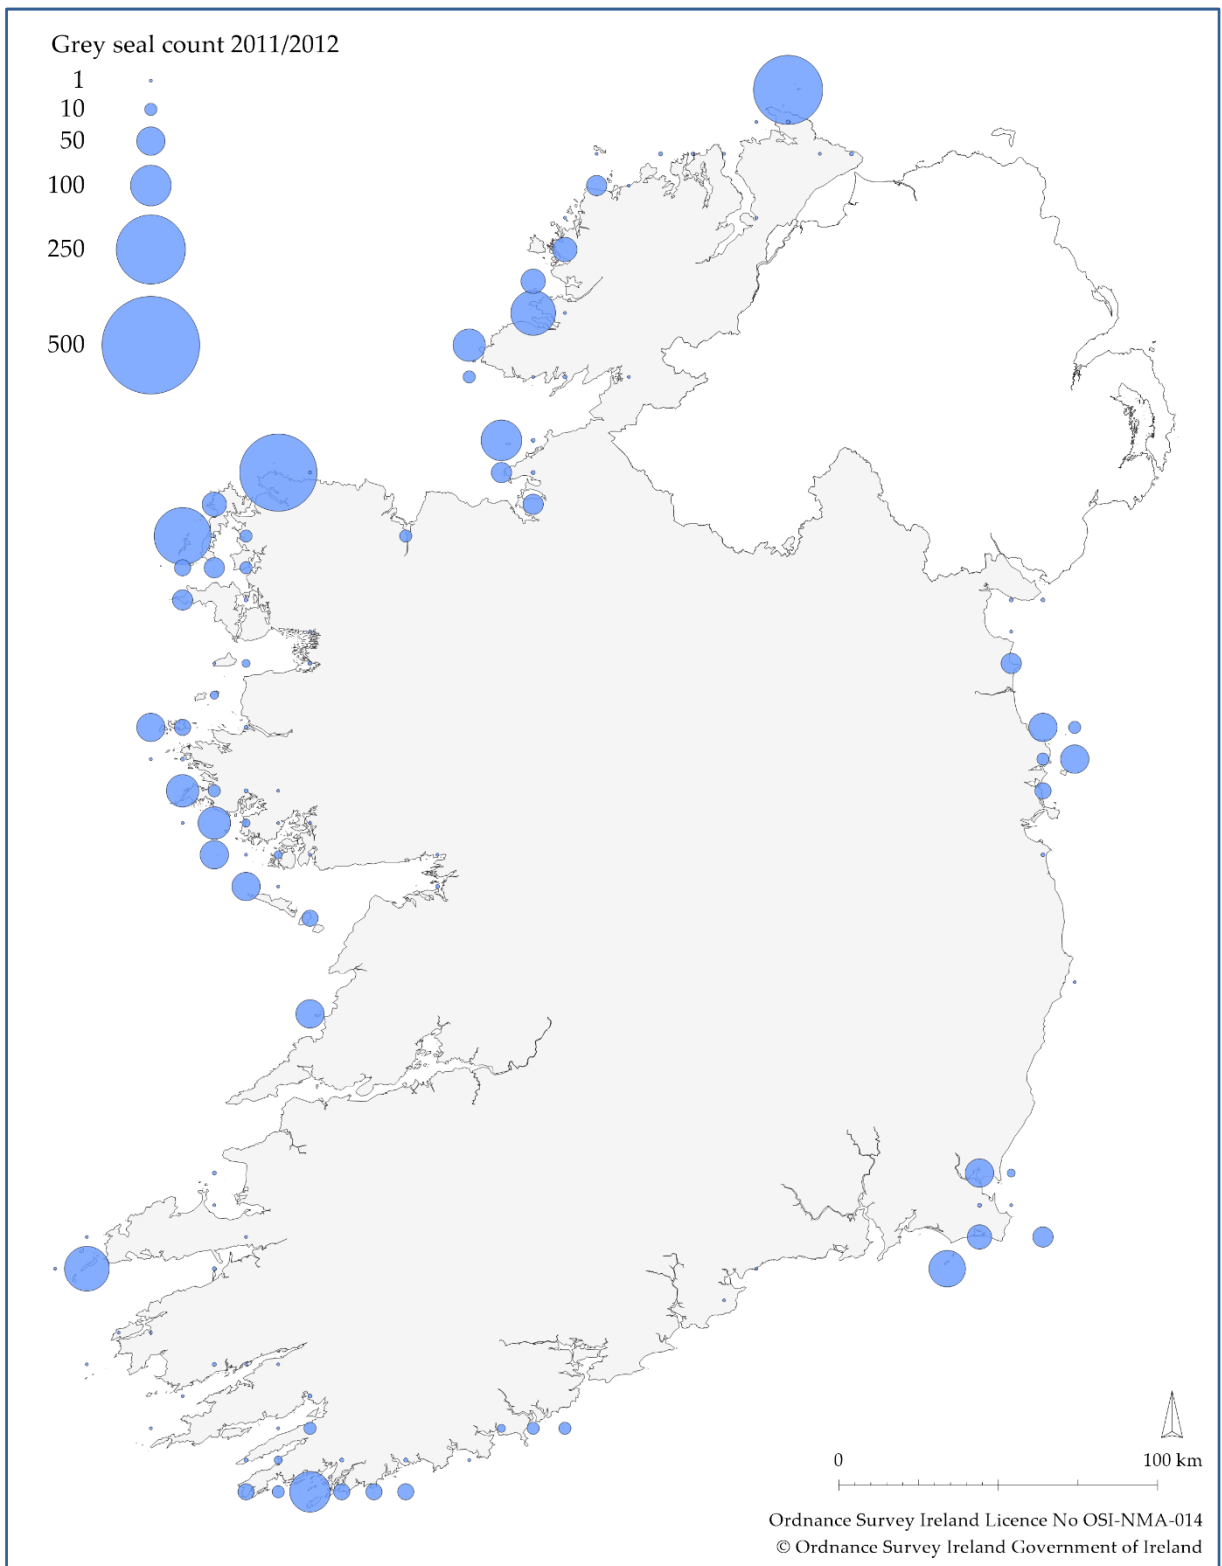 Grey seal count 2011/2012
1
10
50
100
250
500
0 100 km
Ordnance Survey Ireland Licence No OSI-NMA-014
© Ordnance Survey Ireland Government of Ireland